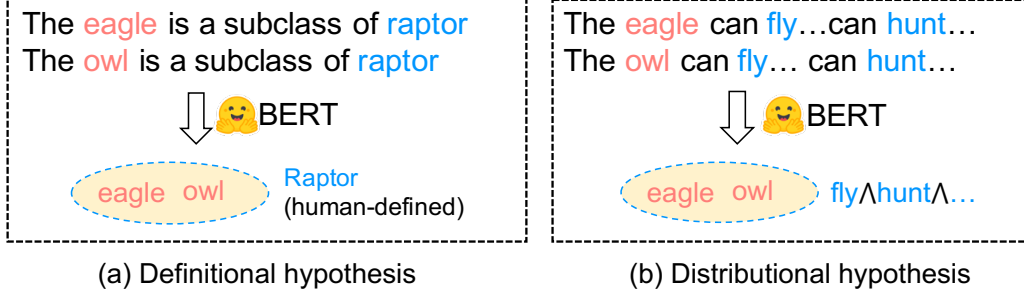 The eagle is a subclass of raptor
The owl is a subclass of raptor
BERT
eagle owl
Raptor
(human-defined)
(a) Definitional hypothesis
The eagle can fly…can hunt…
The owl can fly… can hunt…
BERT
eagle owl
fly∧hunt∧…
(b) Distributional hypothesis